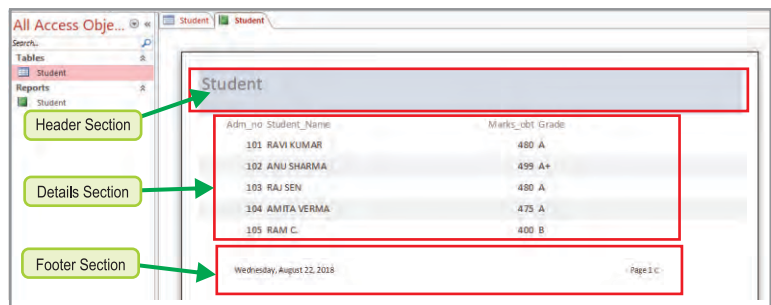 All Access Obje...
Student
Student
Search..
Tables
Student
Reports
Student
Header Section
Details Section
Footer Section
Student
Adm_no Student_Name Marks_obt Grade
101 RAVI KUMAR 480 A
102 ANU SHARMA 499 A+
103 RAJ SEN 480 A
104 AMITA VERMA 475 A
105 RAM C. 400 B
Wednesday, August 22, 2018 Page 1 c